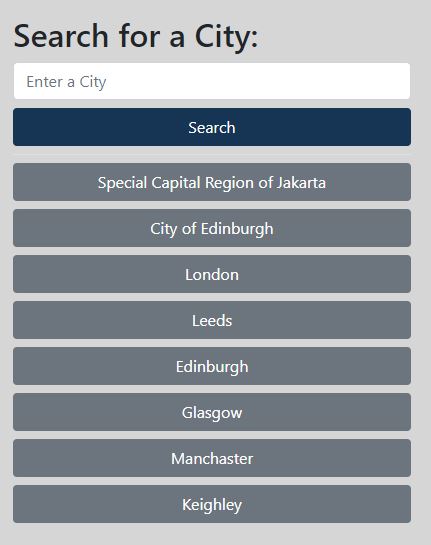 Search for a City:
Enter a City
Search
Special Capital Region of Jakarta
City of Edinburgh
London
Leeds
Edinburgh
Glasgow
Manchaster
Keighley